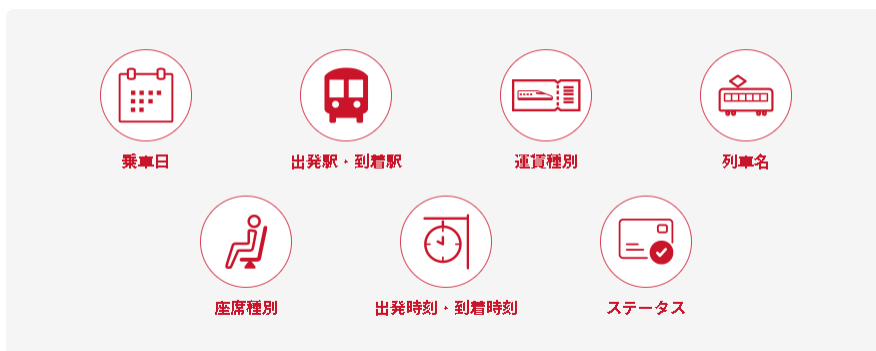 乗車日
出発駅・到着駅
運賃種別
列車名
座席種別
出発時刻・到着時刻
ステータス